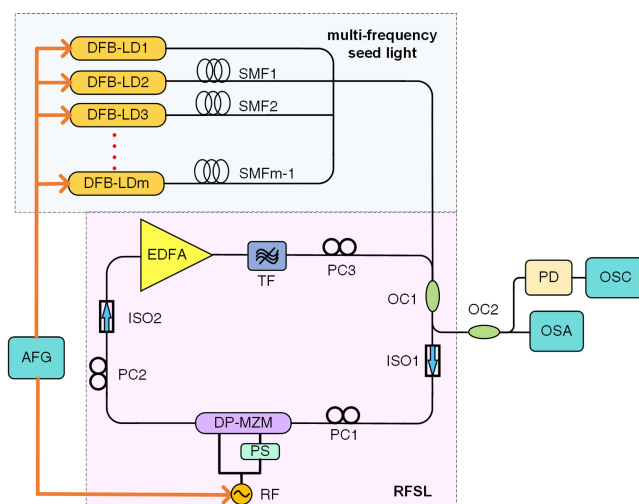 multi-frequency
seed light
DFB-LD1
DFB-LD2
SMF1
DFB-LD3
SMF2
DFB-LDm
SMFm-1
EDFA
TF
PC3
OC1
OC2
PD
OSC
OSA
ISO2
ISO1
AFG
PC2
DP-MZM
PC1
PS
RF
RFSL